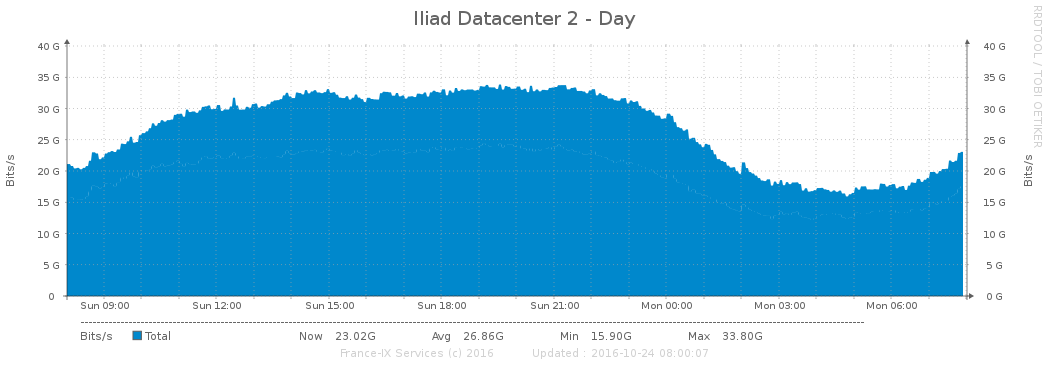 Iliad Datacenter 2 - Day
RRDTOOL / TOBI OETIKER
40 G 40 G
35 G 35 G
30 G 30 G
25 G 25 G
20 G 20 G
15 G 15 G
10 G 10 G
5 G 5 G
0 0 G
Bits/s
Bits/s
Sun 09:00 Sun 12:00 Sun 15:00 Sun 18:00 Sun 21:00 Mon 00:00 Mon 03:00 Mon 06:00
Bits/s Total Now 23.02G Avg 26.86G Min 15.90G Max 33.80G
France-IX Services (c) 2016 Updated : 2016-10-24 08:00:07